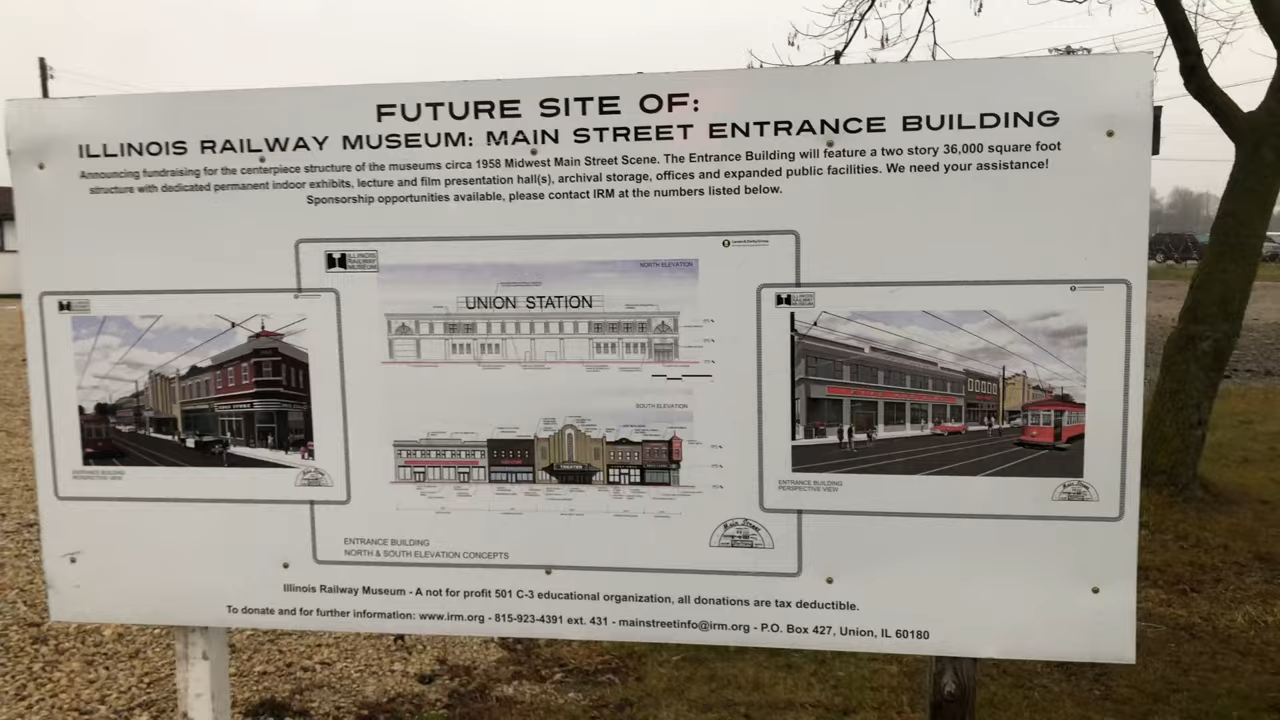 FUTURE SITE OF:
ILLINOIS RAILWAY MUSEUM: MAIN STREET ENTRANCE BUILDING
Announcing fundraising for the centerpiece structure of the museums circa 1958 Midwest Main Street Scene. The Entrance Building will feature a two story 36,000 square foot
structure with dedicated permanent indoor exhibits, lecture and film presentation hall(s), archival storage, offices and expanded public facilities. We need your assistance!
Sponsorship opportunities available, please contact IRM at the numbers listed below.
ILLINOIS
RAILWAY
MUSEUM
NORTH ELEVATION
UNION STATION
SOUTH ELEVATION
THEATER
Main Street
ENTRANCE BUILDING
NORTH & SOUTH ELEVATION CONCEPTS
ENTRANCE BUILDING
PERSPECTIVE VIEW
ENTRANCE BUILDING
PERSPECTIVE VIEW
Illinois Railway Museum - A not for profit 501 C-3 educational organization, all donations are tax deductible.
To donate and for further information: www.irm.org - 815-923-4391 ext. 431 - mainstreetinfo@irm.org - P.O. Box 427, Union, IL 60180